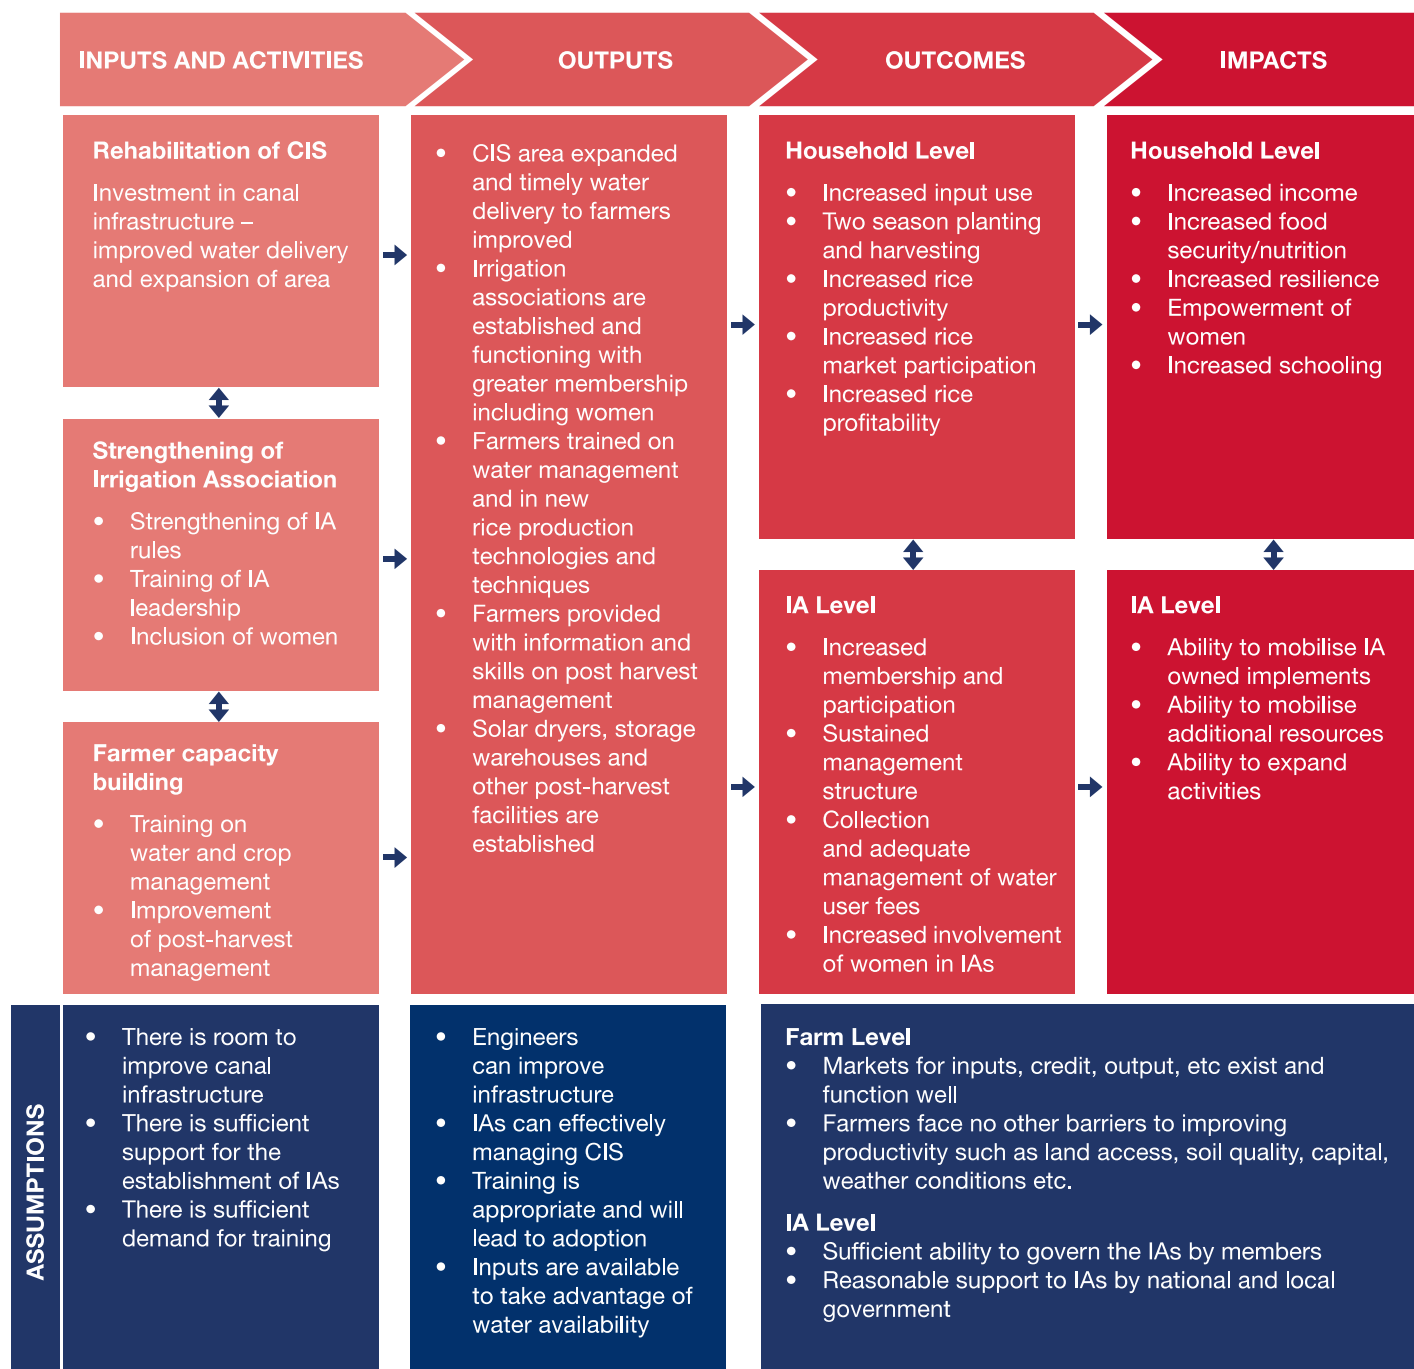 INPUTS AND ACTIVITIES
OUTPUTS
OUTCOMES
IMPACTS
Rehabilitation of CIS
Investment in canal
infrastructure –
improved water delivery
and expansion of area
Strengthening of
Irrigation Association
• Strengthening of IA
rules
• Training of IA
leadership
• Inclusion of women
Farmer capacity
building
• Training on
water and crop
management
• Improvement
of post-harvest
management
• CIS area expanded
and timely water
delivery to farmers
improved
• Irrigation
associations are
established and
functioning with
greater membership
including women
• Farmers trained on
water management
and in new
rice production
technologies and
techniques
• Farmers provided
with information and
skills on post harvest
management
• Solar dryers, storage
warehouses and
other post-harvest
facilities are
established
Household Level
• Increased input use
• Two season planting
and harvesting
• Increased rice
productivity
• Increased rice
market participation
• Increased rice
profitability
IA Level
• Increased
membership and
participation
• Sustained
management
structure
• Collection
and adequate
management of water
user fees
• Increased involvement
of women in IAs
Household Level
• Increased income
• Increased food
security/nutrition
• Increased resilience
• Empowerment of
women
• Increased schooling
IA Level
• Ability to mobilise IA
owned implements
• Ability to mobilise
additional resources
• Ability to expand
activities
ASSUMPTIONS
• There is room to
improve canal
infrastructure
• There is sufficient
support for the
establishment of IAs
• There is sufficient
demand for training
• Engineers
can improve
infrastructure
• IAs can effectively
managing CIS
• Training is
appropriate and will
lead to adoption
• Inputs are available
to take advantage of
water availability
Farm Level
• Markets for inputs, credit, output, etc exist and
function well
• Farmers face no other barriers to improving
productivity such as land access, soil quality, capital,
weather conditions etc.
IA Level
• Sufficient ability to govern the IAs by members
• Reasonable support to IAs by national and local
government